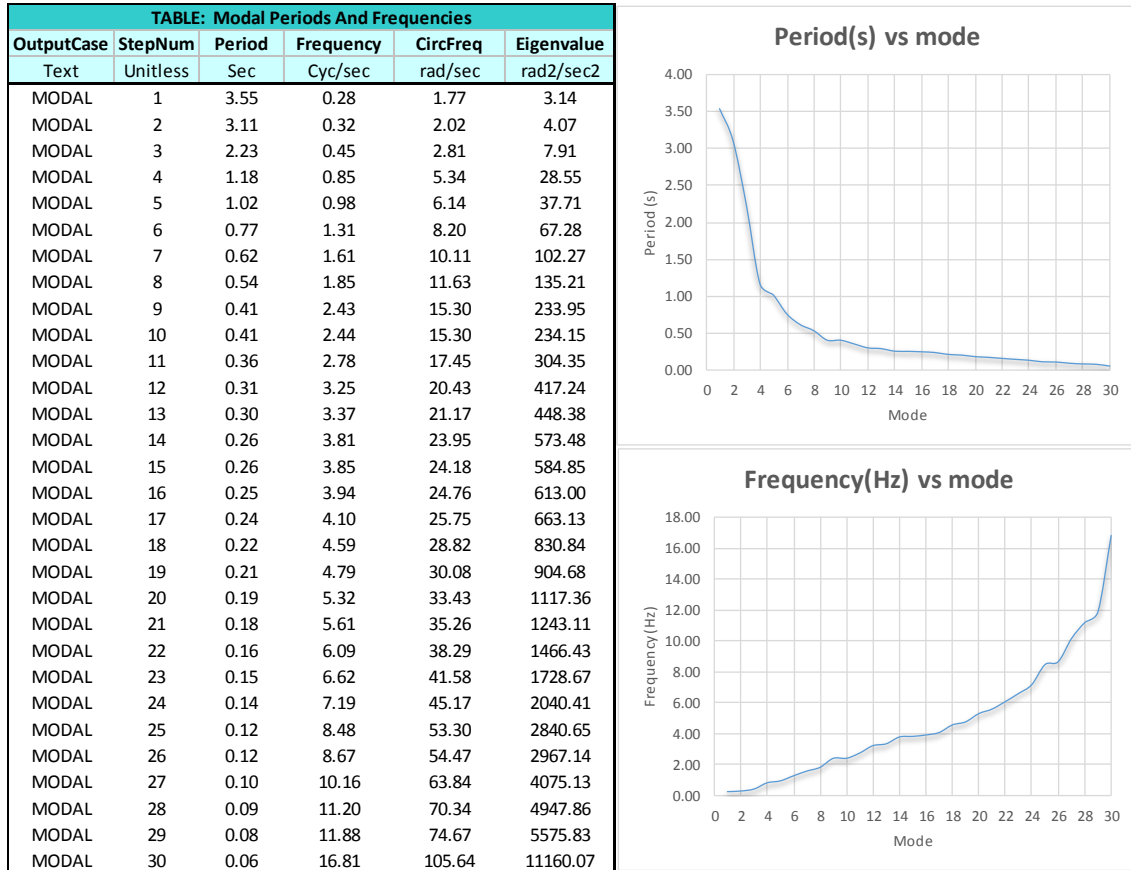 TABLE: Modal Periods And Frequencies
OutputCase StepNum Period Frequency CircFreq Eigenvalue
Text Unitless Sec Cyc/sec rad/sec rad2/sec2
MODAL 1 3.55 0.28 1.77 3.14
MODAL 2 3.11 0.32 2.02 4.07
MODAL 3 2.23 0.45 2.81 7.91
MODAL 4 1.18 0.85 5.34 28.55
MODAL 5 1.02 0.98 6.14 37.71
MODAL 6 0.77 1.31 8.20 67.28
MODAL 7 0.62 1.61 10.11 102.27
MODAL 8 0.54 1.85 11.63 135.21
MODAL 9 0.41 2.43 15.30 233.95
MODAL 10 0.41 2.44 15.30 234.15
MODAL 11 0.36 2.78 17.45 304.35
MODAL 12 0.31 3.25 20.43 417.24
MODAL 13 0.30 3.37 21.17 448.38
MODAL 14 0.26 3.81 23.95 573.48
MODAL 15 0.26 3.85 24.18 584.85
MODAL 16 0.25 3.94 24.76 613.00
MODAL 17 0.24 4.10 25.75 663.13
MODAL 18 0.22 4.59 28.82 830.84
MODAL 19 0.21 4.79 30.08 904.68
MODAL 20 0.19 5.32 33.43 1117.36
MODAL 21 0.18 5.61 35.26 1243.11
MODAL 22 0.16 6.09 38.29 1466.43
MODAL 23 0.15 6.62 41.58 1728.67
MODAL 24 0.14 7.19 45.17 2040.41
MODAL 25 0.12 8.48 53.30 2840.65
MODAL 26 0.12 8.67 54.47 2967.14
MODAL 27 0.10 10.16 63.84 4075.13
MODAL 28 0.09 11.20 70.34 4947.86
MODAL 29 0.08 11.88 74.67 5575.83
MODAL 30 0.06 16.81 105.64 11160.07
Period(s) vs mode
4.00
3.50
3.00
2.50
2.00
1.50
1.00
0.50
0.00
Period (s)
0 2 4 6 8 10 12 14 16 18 20 22 24 26 28 30
Mode
Frequency(Hz) vs mode
18.00
16.00
14.00
12.00
10.00
8.00
6.00
4.00
2.00
0.00
Frequency (Hz)
0 2 4 6 8 10 12 14 16 18 20 22 24 26 28 30
Mode